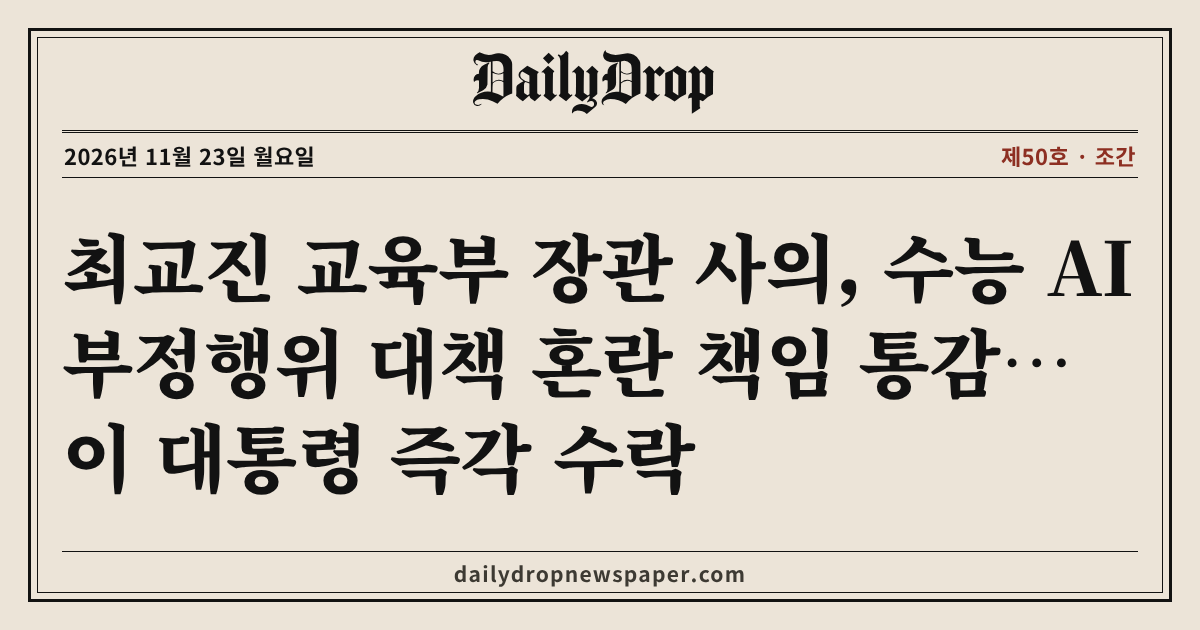 DailyDrop
2026년 11월 23일 월요일
제50호 · 조간
최교진 교육부 장관 사의, 수능 AI
부정행위 대책 혼란 책임 통감…
이 대통령 즉각 수락
dailydropnewspaper.com